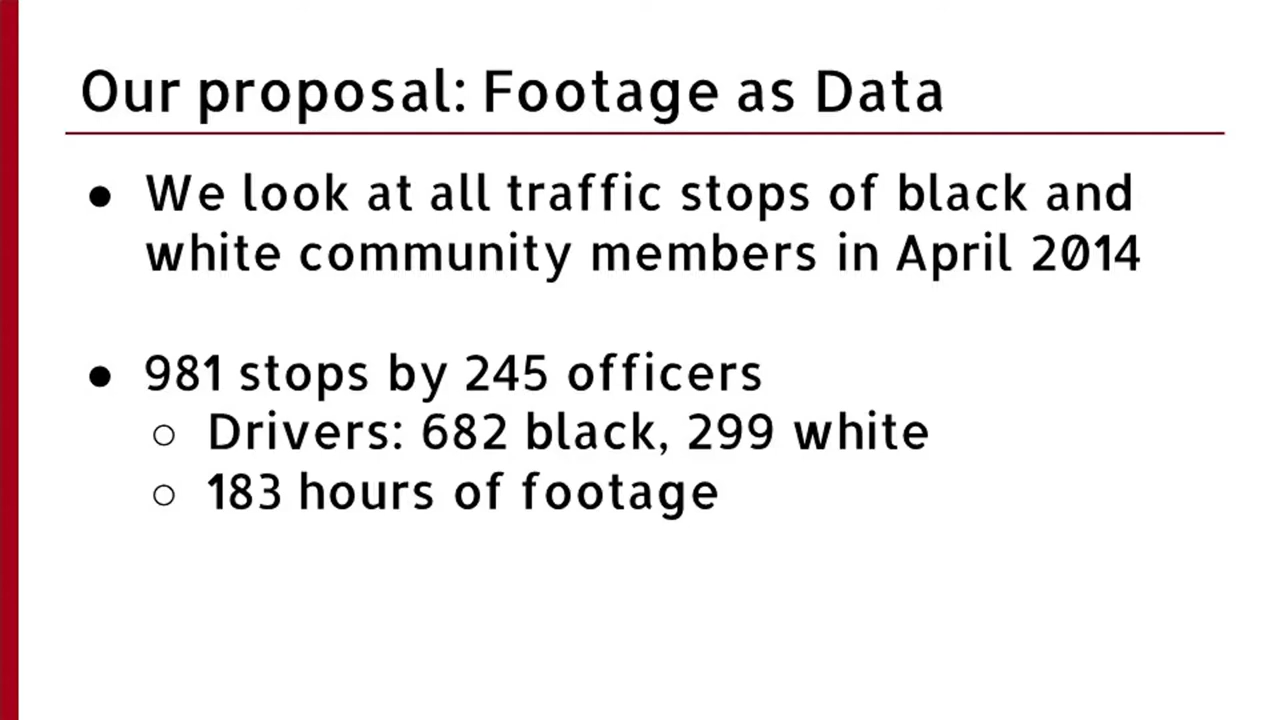 Our proposal: Footage as Data
● We look at all traffic stops of black and
white community members in April 2014
● 981 stops by 245 officers
○ Drivers: 682 black, 299 white
○ 183 hours of footage